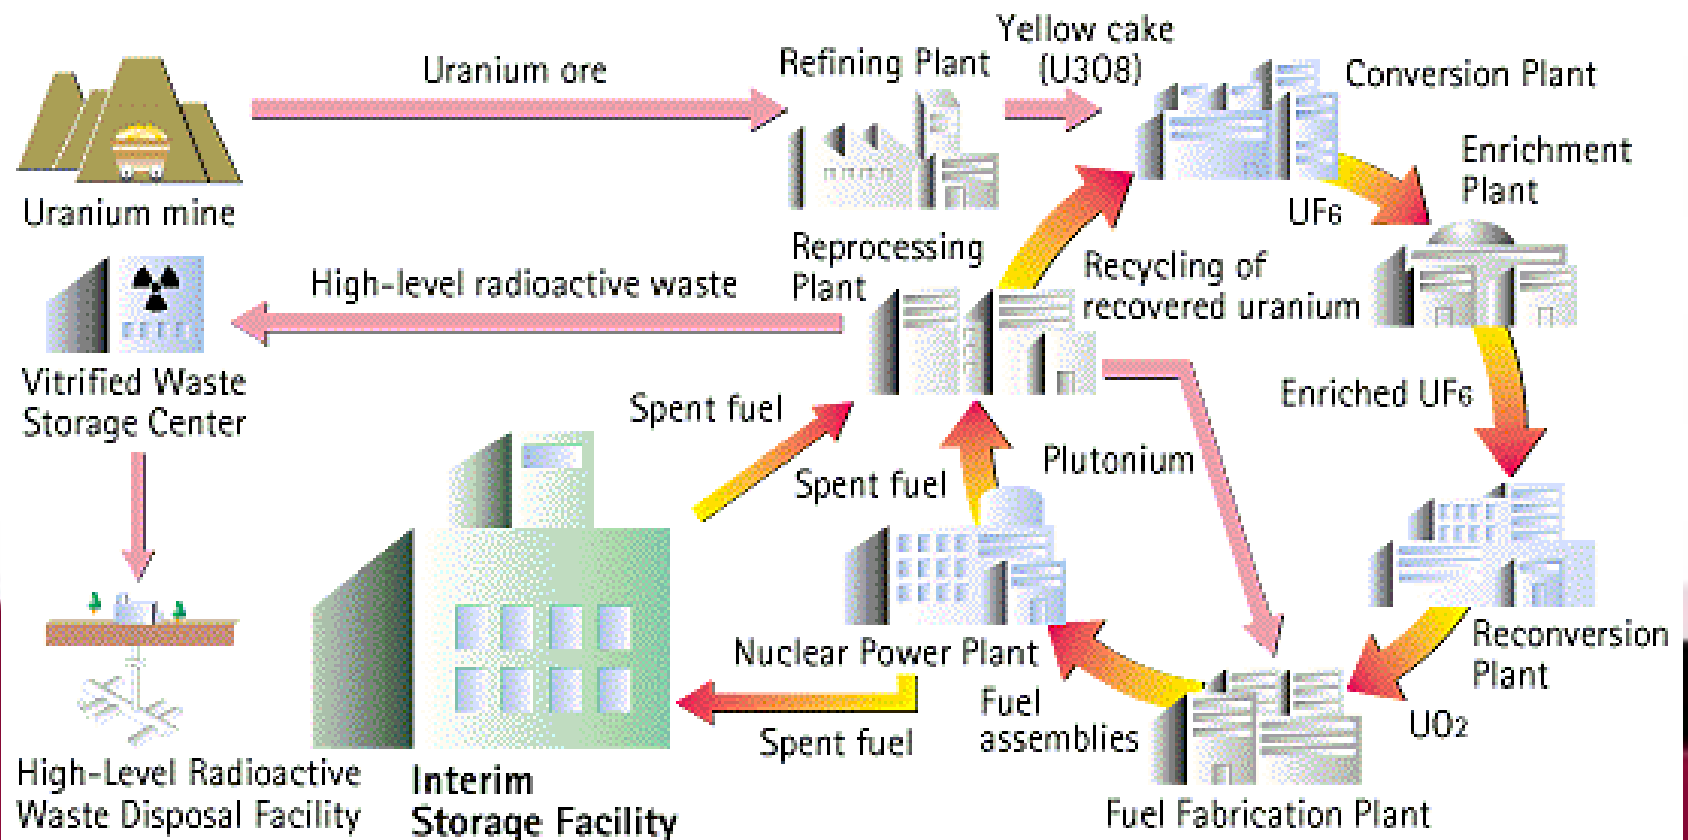 Yellow cake
(U3O8)
Uranium ore
Refining Plant
Conversion Plant
Enrichment
Plant
UF6
Uranium mine
Reprocessing
Plant
High-level radioactive waste
Recycling of
recovered uranium
Vitrified Waste
Storage Center
Spent fuel
Enriched UF6
Spent fuel
Plutonium
Nuclear Power Plant
Reconversion
Plant
Fuel
assemblies
UO2
Spent fuel
High-Level Radioactive
Waste Disposal Facility
Interim
Storage Facility
Fuel Fabrication Plant